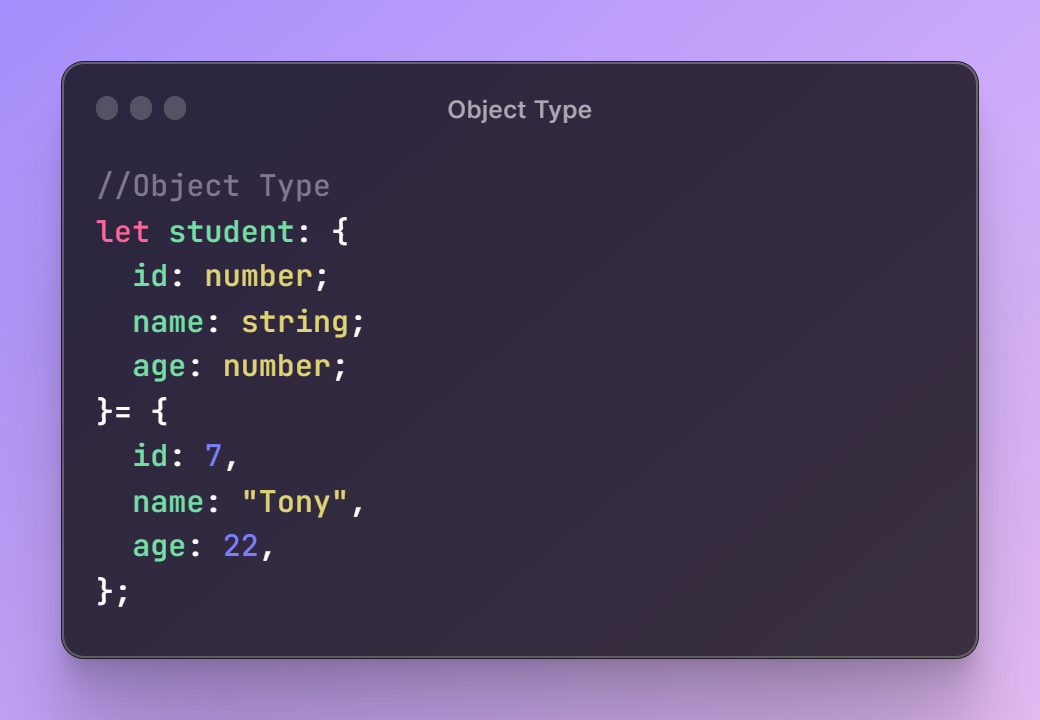 Object Type
//Object Type
let student: {
  id: number;
  name: string;
  age: number;
}= {
  id: 7,
  name: "Tony",
  age: 22,
};